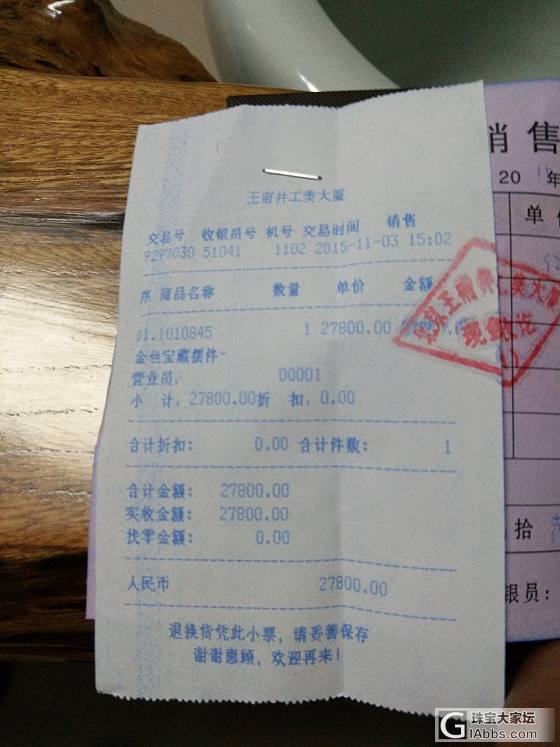 王府井工美大厦
交易号 收银员号 机号 交易时间 销售
9297030 51041 1102 2015-11-03 15:02
序 商品名称 数量 单价 金额
01.1010845 1 27800.00
金色宝藏摆件-
营业员: 00001
小 计: 27800.00折 扣: 0.00
合计折扣: 0.00 合计件数: 1
合计金额: 27800.00
实收金额: 27800.00
找零金额: 0.00
人民币 27800.00
退换货凭此小票, 请妥善保存
谢谢惠顾, 欢迎再来!
销售
20 年
单
拾
银员:
珠宝大家坛
GIAbbs.com